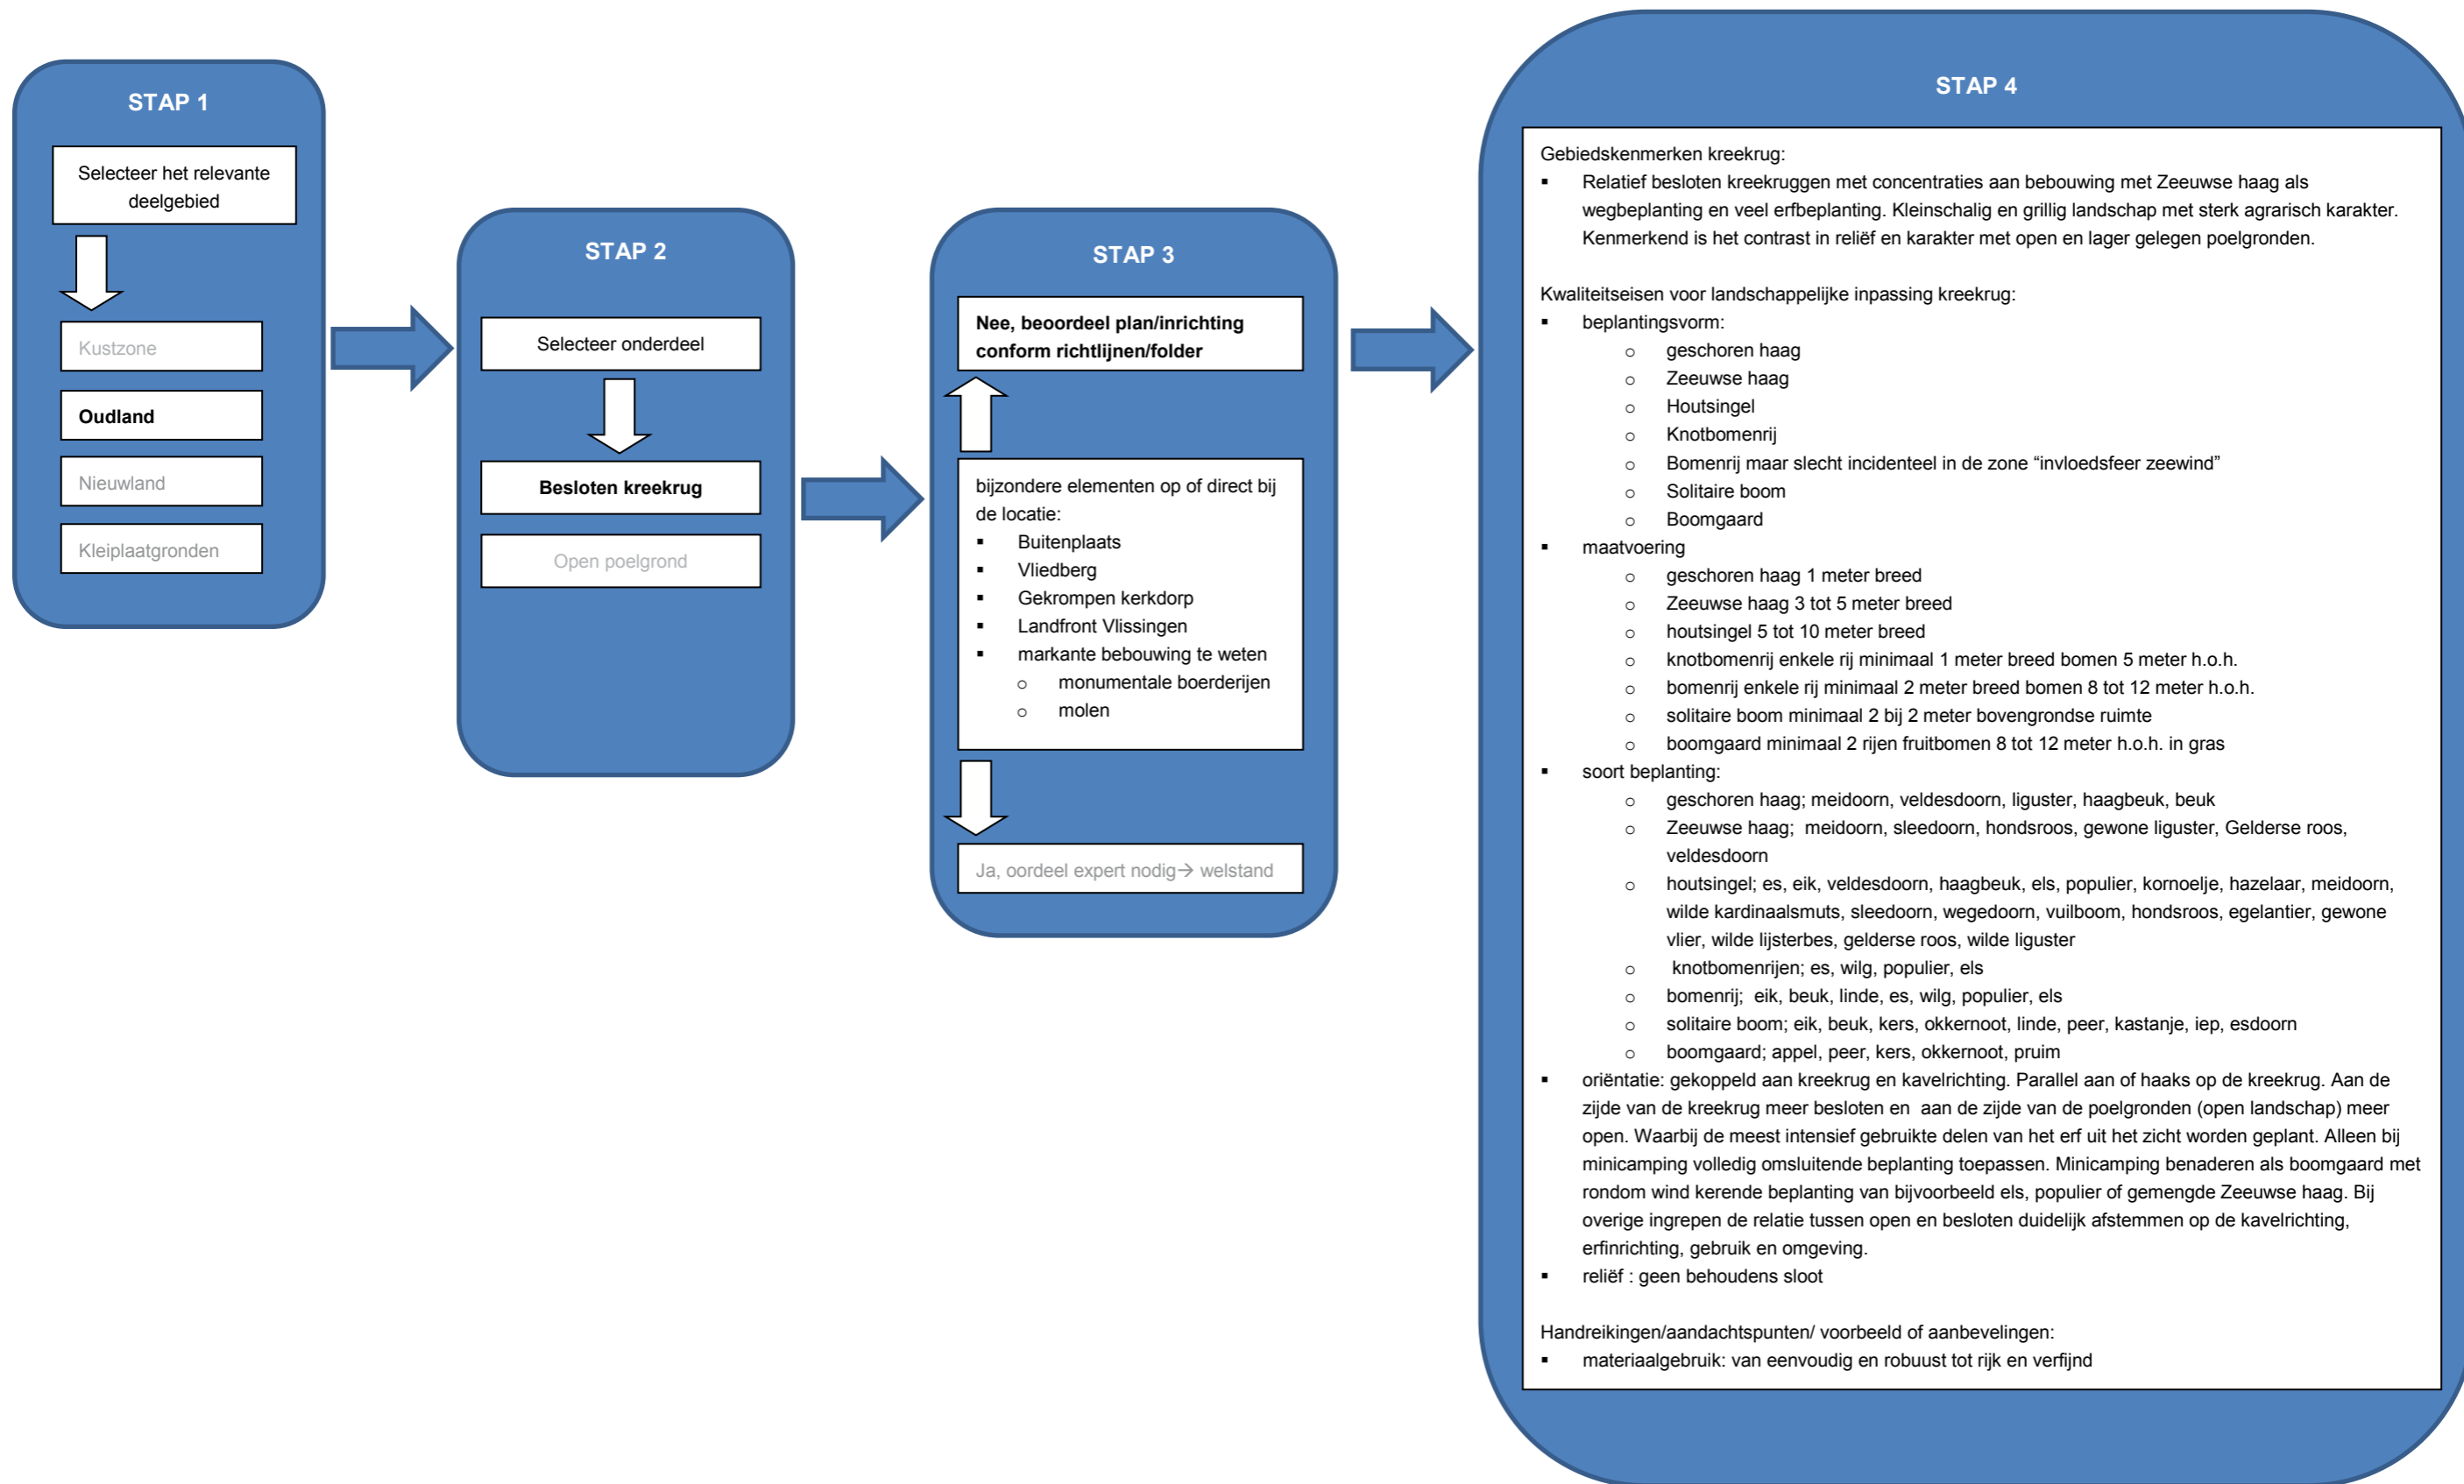 STAP 1
Selecteer het relevante
deelgebied
Kustzone
Oudland
Nieuwland
Kleiplaatgronden
STAP 2
Selecteer onderdeel
Besloten kreekrug
Open poelgrond
STAP 3
Nee, beoordeel plan/inrichting
conform richtlijnen/folder
bijzondere elementen op of direct bij
de locatie:
▪ Buitenplaats
▪ Vliedberg
▪ Gekrompen kerkdorp
▪ Landfront Vlissingen
▪ markante bebouwing te weten
o monumentale boerderijen
o molen
Ja, oordeel expert nodig→ welstand
STAP 4
Gebiedskenmerken kreekrug:
▪ Relatief besloten kreekruggen met concentraties aan bebouwing met Zeeuwse haag als
wegbeplanting en veel erfbeplanting. Kleinschalig en grillig landschap met sterk agrarisch karakter.
Kenmerkend is het contrast in reliëf en karakter met open en lager gelegen poelgronden.
Kwaliteitseisen voor landschappelijke inpassing kreekrug:
▪ beplantingsvorm:
o geschoren haag
o Zeeuwse haag
o Houtsingel
o Knotbomenrij
o Bomenrij maar slecht incidenteel in de zone “invloedsfeer zeewind”
o Solitaire boom
o Boomgaard
▪ maatvoering
o geschoren haag 1 meter breed
o Zeeuwse haag 3 tot 5 meter breed
o houtsingel 5 tot 10 meter breed
o knotbomenrij enkele rij minimaal 1 meter breed bomen 5 meter h.o.h.
o bomenrij enkele rij minimaal 2 meter breed bomen 8 tot 12 meter h.o.h.
o solitaire boom minimaal 2 bij 2 meter bovengrondse ruimte
o boomgaard minimaal 2 rijen fruitbomen 8 tot 12 meter h.o.h. in gras
▪ soort beplanting:
o geschoren haag; meidoorn, veldesdoorn, liguster, haagbeuk, beuk
o Zeeuwse haag; meidoorn, sleedoorn, hondsroos, gewone liguster, Gelderse roos,
veldesdoorn
o houtsingel; es, eik, veldesdoorn, haagbeuk, els, populier, kornoelje, hazelaar, meidoorn,
wilde kardinaalsmuts, sleedoorn, wegedoorn, vuilboom, hondsroos, egelantier, gewone
vlier, wilde lijsterbes, gelderse roos, wilde liguster
o knotbomenrijen; es, wilg, populier, els
o bomenrij; eik, beuk, linde, es, wilg, populier, els
o solitaire boom; eik, beuk, kers, okkernoot, linde, peer, kastanje, iep, esdoorn
o boomgaard; appel, peer, kers, okkernoot, pruim
▪ oriëntatie: gekoppeld aan kreekrug en kavelrichting. Parallel aan of haaks op de kreekrug. Aan de
zijde van de kreekrug meer besloten en aan de zijde van de poelgronden (open landschap) meer
open. Waarbij de meest intensief gebruikte delen van het erf uit het zicht worden geplant. Alleen bij
minicamping volledig omsluitende beplanting toepassen. Minicamping benaderen als boomgaard met
rondom wind kerende beplanting van bijvoorbeeld els, populier of gemengde Zeeuwse haag. Bij
overige ingrepen de relatie tussen open en besloten duidelijk afstemmen op de kavelrichting,
erfinrichting, gebruik en omgeving.
▪ reliëf : geen behoudens sloot
Handreikingen/aandachtspunten/ voorbeeld of aanbevelingen:
▪ materiaalgebruik: van eenvoudig en robuust tot rijk en verfijnd